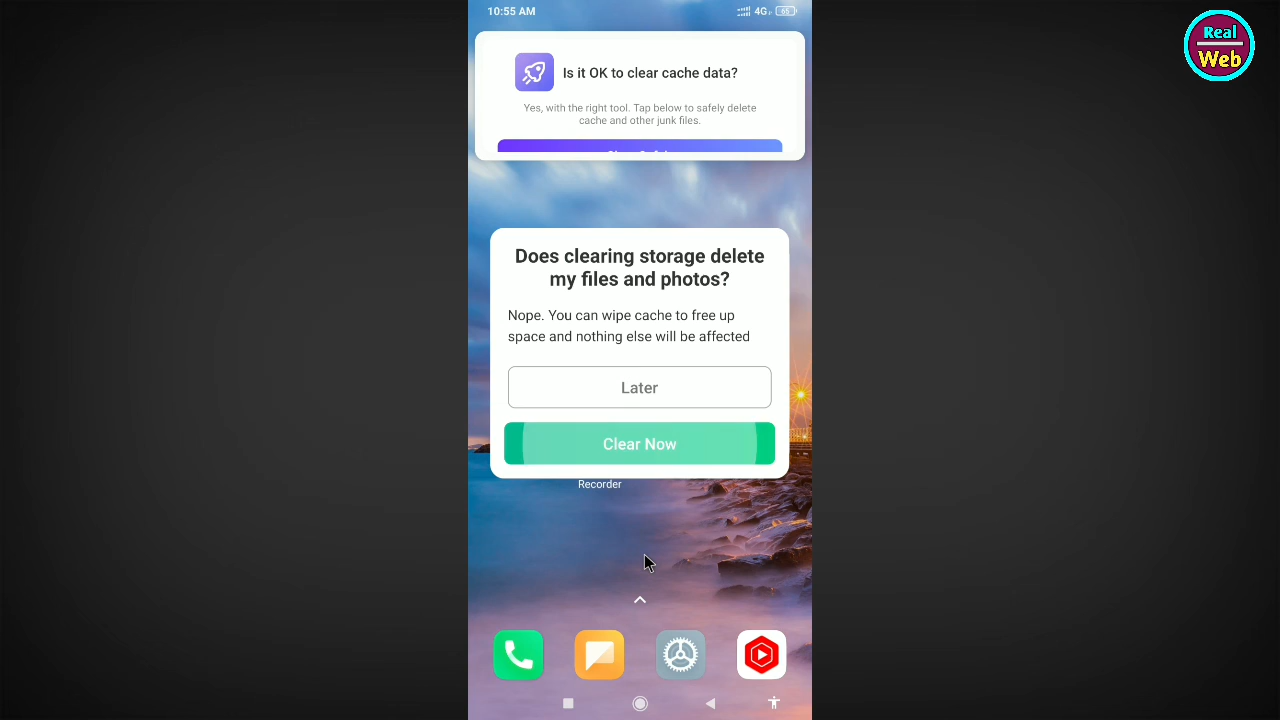 10:55 AM
4G
65
Real
Web
Is it OK to clear cache data?
Yes, with the right tool. Tap below to safely delete
cache and other junk files.
Does clearing storage delete
my files and photos?
Nope. You can wipe cache to free up
space and nothing else will be affected
Later
Clear Now
Recorder